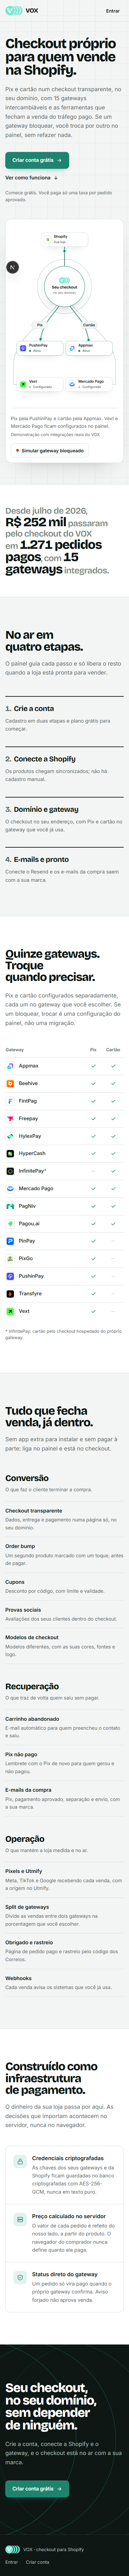 VOX
Entrar
Checkout próprio
para quem vende
na Shopify.
Pix e cartão num checkout transparente, no
seu domínio, com 15 gateways
intercambiáveis e as ferramentas que
fecham a venda na troca do fogo. Se um
gateway bloquear, você troca por outro no
painel, sem refazer nada.
Criar conta grátis →
Ver como funciona ↓
Comece grátis. Você paga só uma taxa por pedido
aprovado.
Shopify
Sua loja
Seu checkout
no seu domínio
Pix
Cartão
PushinPay
Ativo
Appmax
Ativo
Vext
Configurado
Mercado Pago
Configurado
Pix pela PushinPay e cartão pela Appmax. Vext e
Mercado Pago ficam configurados no painel.
Demonstração com integrações reais do VOX
Simular gateway bloqueado
Desde julho de 2026,
R$ 252 mil passaram
pelo checkout do VOX
em 1.271 pedidos
pagos, com 15
gateways integrados.
No ar em
quatro etapas.
O painel guia cada passo e só libera o resto
quando a loja está pronta para vender.
1. Crie a conta
Cadastro em duas etapas e plano grátis para
começar.
2. Conecte a Shopify
Os produtos chegam sincronizados; não há
cadastro manual.
3. Domínio e gateway
O checkout no seu endereço, com Pix e cartão no
gateway que você já usa.
4. E-mails e pronto
Conecte o Resend e os e-mails da compra saem
com a sua marca.
Quinze gateways.
Troque
quando precisar.
Pix e cartão configurados separadamente,
cada um no gateway que você escolher. Se
um bloquear, trocar é uma configuração do
painel, não uma migração.
Gateway Pix Cartão
Appmax ✓ ✓
Beehive ✓ ✓
FintPag ✓ ✓
Freepay ✓ ✓
HylexPay ✓ ✓
HyperCash ✓ ✓
InfinitePay* — ✓
Mercado Pago ✓ ✓
PagNiv ✓ ✓
Pagou.ai ✓ ✓
PinPay ✓ —
PixGo ✓ —
PushinPay ✓ —
Transfyre ✓ —
Vext ✓ —
* InfinitePay: cartão pelo checkout hospedado do próprio
gateway.
Tudo que fecha
venda, já dentro.
Sem app extra para instalar e sem pagar à
parte: liga no painel e está no checkout.
Conversão
O que faz o cliente terminar a compra.
Checkout transparente
Dados, entrega e pagamento numa página só, no
seu domínio.
Order bump
Um segundo produto marcado com um toque, antes
de pagar.
Cupons
Desconto por código, com limite e validade.
Provas sociais
Avaliações dos seus clientes dentro do checkout.
Modelos de checkout
Modelos diferentes, com as suas cores, fontes e
logo.
Recuperação
O que traz de volta quem saiu sem pagar.
Carrinho abandonado
E-mail automático para quem preencheu o contato
e saiu.
Pix não pago
Lembrete com o Pix de novo para quem gerou e
não pagou.
E-mails da compra
Pix, pagamento aprovado, separação e envio, com
a sua marca.
Operação
O que mantém a loja medida e no ar.
Pixels e Utmify
Meta, TikTok e Google recebendo cada venda, com
a origem no Utmify.
Split de gateways
Divide as vendas entre dois gateways na
porcentagem que você escolher.
Obrigado e rastreio
Página de pedido pago e rastreio pelo código dos
Correios.
Webhooks
Cada venda avisa os sistemas que você já usa.
Construído como
infraestrutura
de pagamento.
O dinheiro da sua loja passa por aqui. As
decisões que importam acontecem no
nosso servidor, nunca no navegador.
Credenciais criptografadas
As chaves dos seus gateways e da
Shopify ficam guardadas no banco
criptografadas com AES-256-
GCM, nunca em texto puro.
Preço calculado no servidor
O valor de cada pedido é refeito do
nosso lado, a partir do produto. O
navegador do comprador nunca
define quanto ele paga.
Status direto do gateway
Um pedido só vira pago quando o
próprio gateway confirma. Aviso
forjado não aprova venda.
Seu checkout,
no seu domínio,
sem depender
de ninguém.
Crie a conta, conecte a Shopify e o
gateway, e o checkout está no ar com a sua
marca.
Criar conta grátis →
VOX · checkout para Shopify
Entrar Criar conta